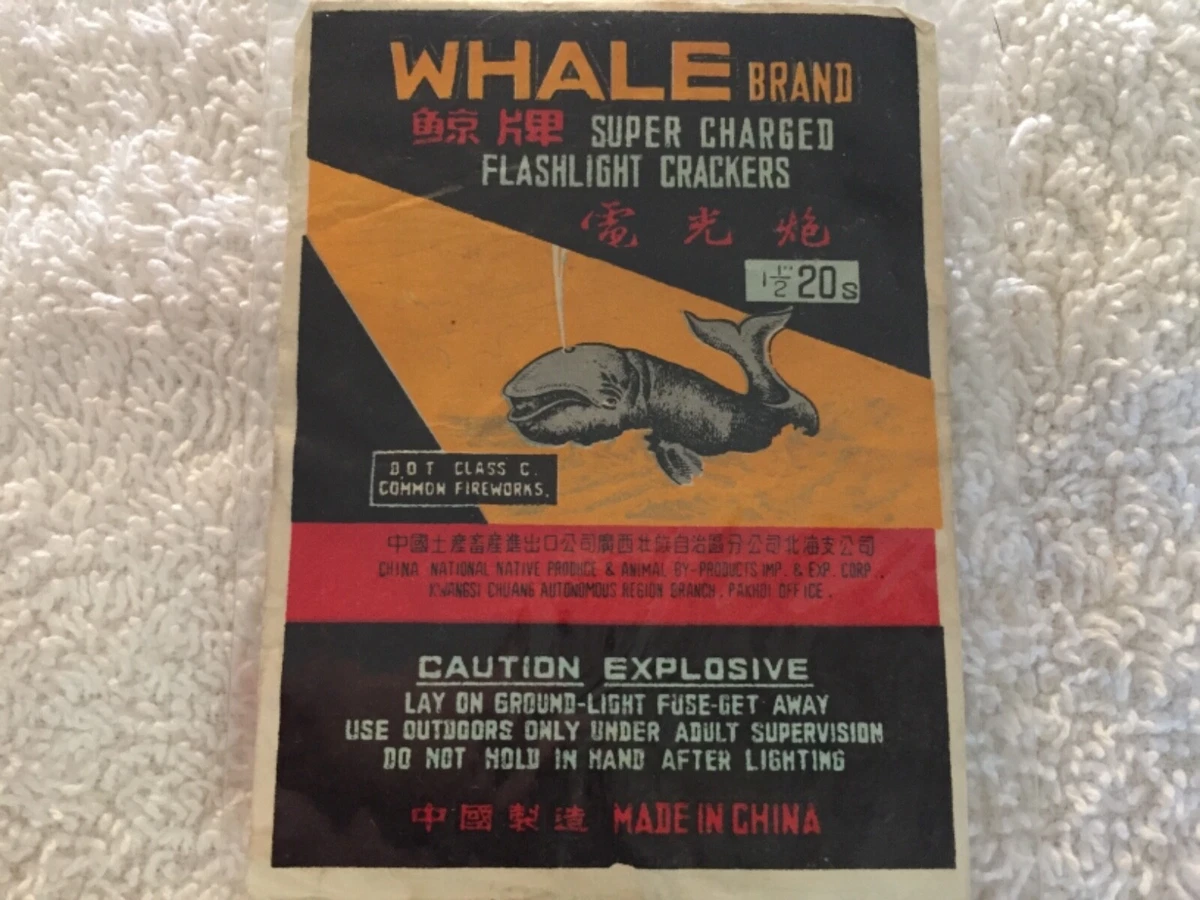 WHALE BRAND
鯨牌 SUPER CHARGED
FLASHLIGHT CRACKERS
電光炮
1 1/2" 20s
D.O.T CLASS C.
COMMON FIREWORKS.
中國土產畜產進出口公司廣西壯族自治區分公司北海支公司
CHINA NATIONAL NATIVE PRODUCE & ANIMAL BY-PRODUCTS IMP. & EXP. CORP.,
KWANGSI CHUANG AUTONOMOUS REGION BRANCH, PAKHOI OFFICE.
CAUTION EXPLOSIVE
LAY ON GROUND-LIGHT FUSE-GET AWAY
USE OUTDOORS ONLY UNDER ADULT SUPERVISION
DO NOT HOLD IN HAND AFTER LIGHTING
中國製造 MADE IN CHINA